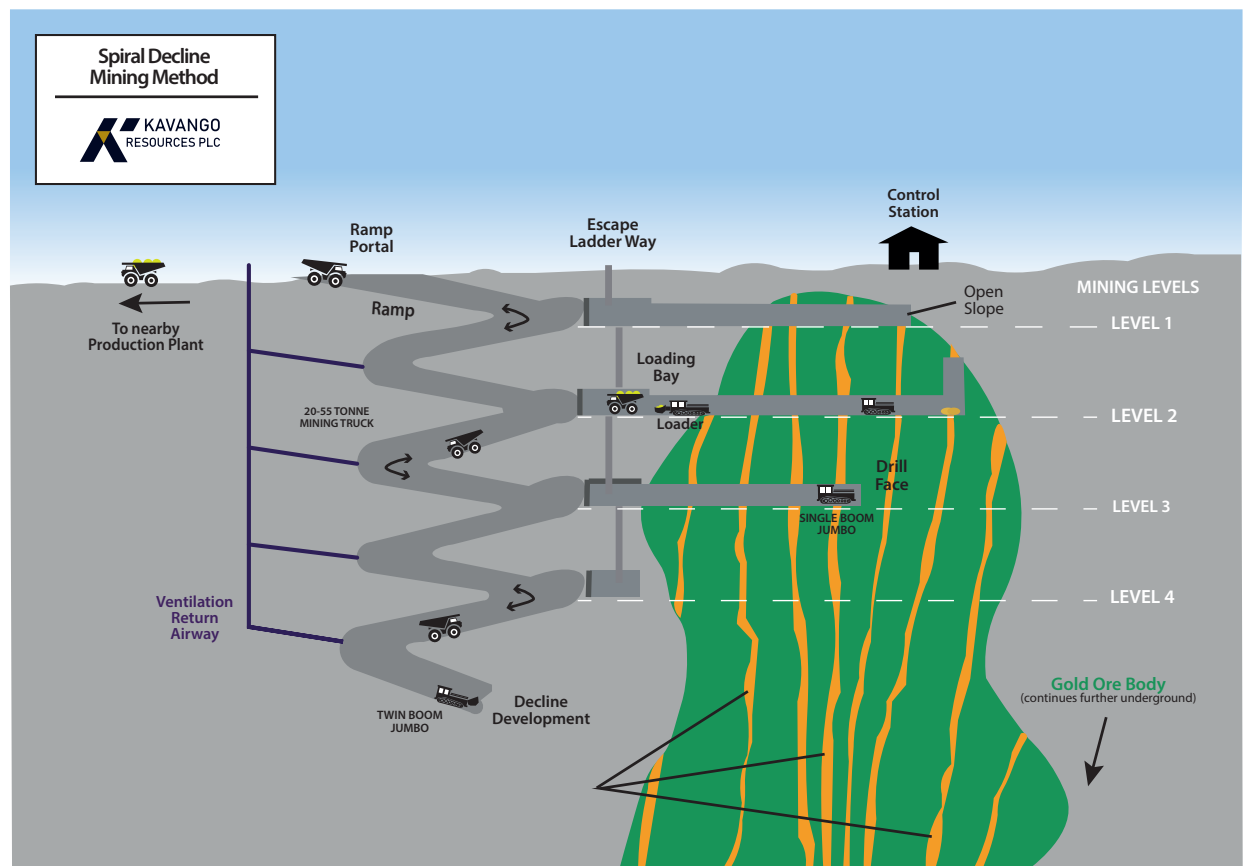 Spiral Decline
Mining Method
KAVANGO
RESOURCES PLC
Control
Station
Escape
Ladder Way
Ramp
Portal
MINING LEVELS
Open
Slope
Ramp
LEVEL 1
To nearby
Production Plant
Loading
Bay
20-55 TONNE
MINING TRUCK
Loader
LEVEL 2
Drill
Face
SINGLE BOOM
JUMBO
LEVEL 3
Ventilation
Return
Airway
LEVEL 4
Gold Ore Body
(continues further underground)
Decline
Development
TWIN BOOM
JUMBO